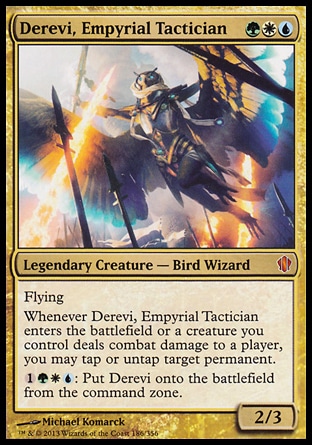 Derevi, Empyrial Tactician
Legendary Creature — Bird Wizard
Flying
Whenever Derevi, Empyrial Tactician
enters the battlefield or a creature you
control deals combat damage to a player,
you may tap or untap target permanent.
1 : Put Derevi onto the battlefield
from the command zone.
Michael Komarck
™ & © 2013 Wizards of the Coast 186/356
2/3